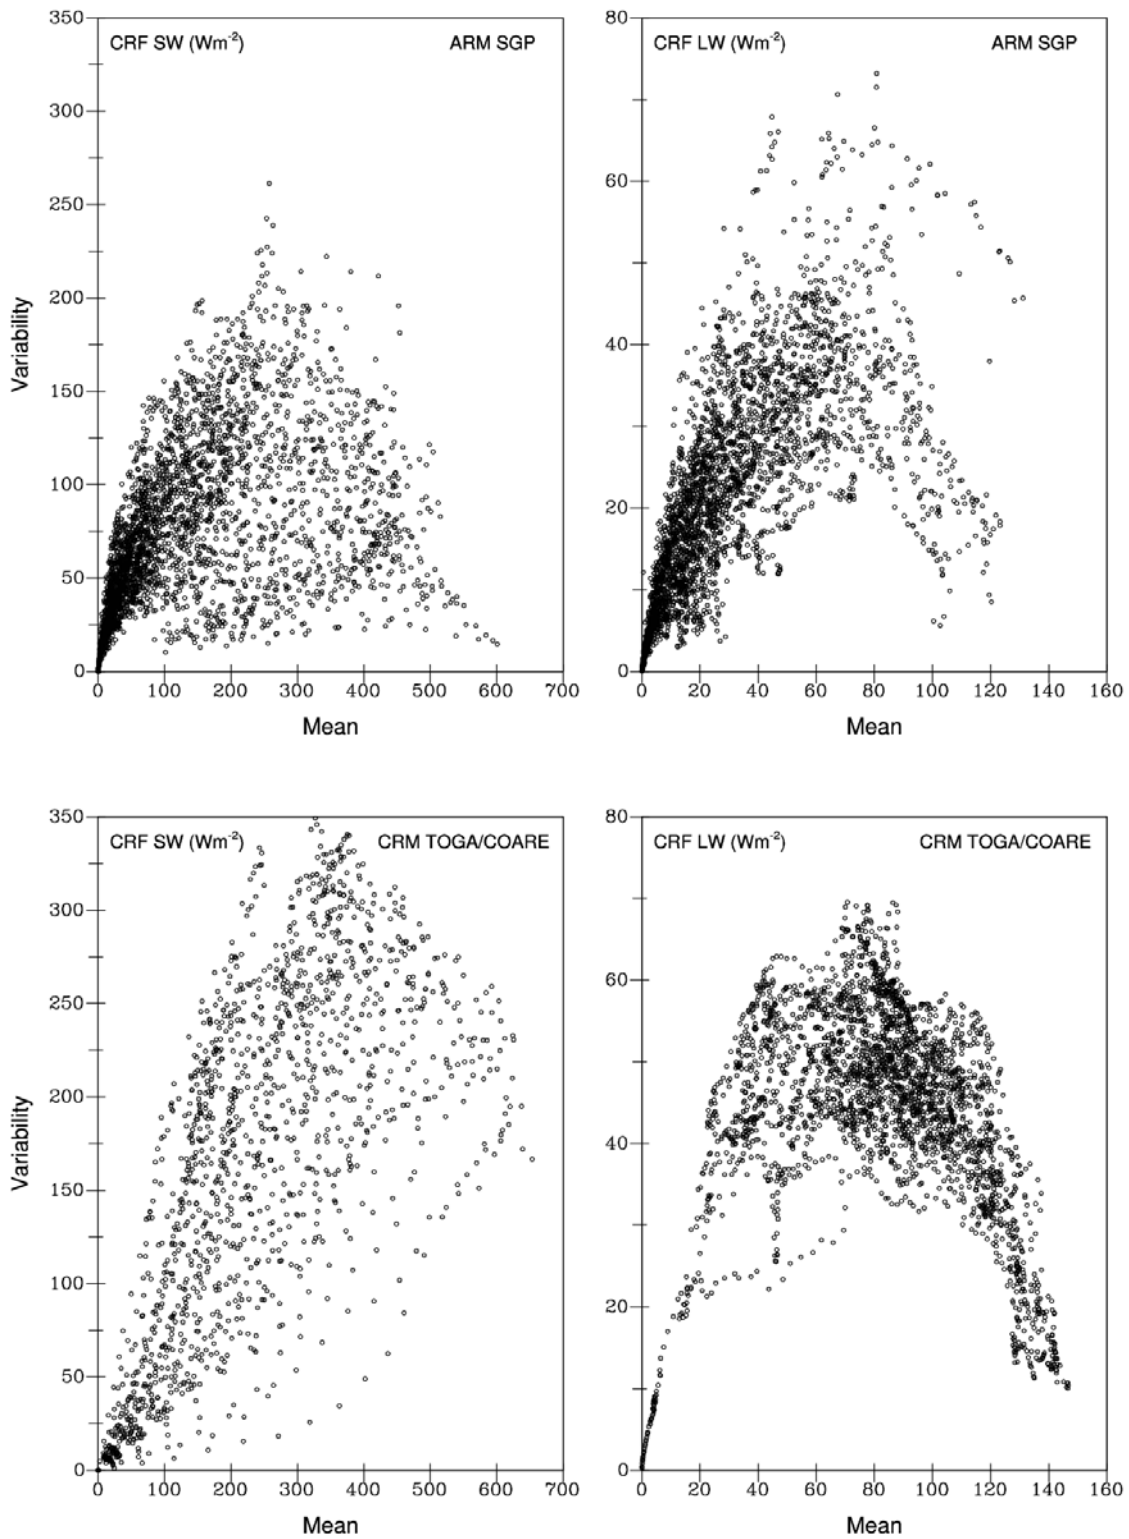 350
300
250
200
150
100
50
0
CRF SW (Wm-2) ARM SGP
Variability
0 100 200 300 400 500 600 700
Mean
80
60
40
20
0
CRF LW (Wm-2) ARM SGP
0 20 40 60 80 100 120 140 160
Mean
350
300
250
200
150
100
50
0
CRF SW (Wm-2) CRM TOGA/COARE
Variability
0 100 200 300 400 500 600 700
Mean
80
60
40
20
0
CRF LW (Wm-2) CRM TOGA/COARE
0 20 40 60 80 100 120 140 160
Mean